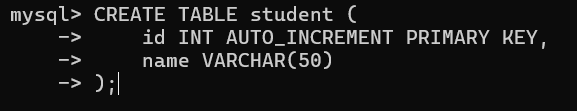 mysql> CREATE TABLE student (
    ->     id INT AUTO_INCREMENT PRIMARY KEY,
    ->     name VARCHAR(50)
    -> );